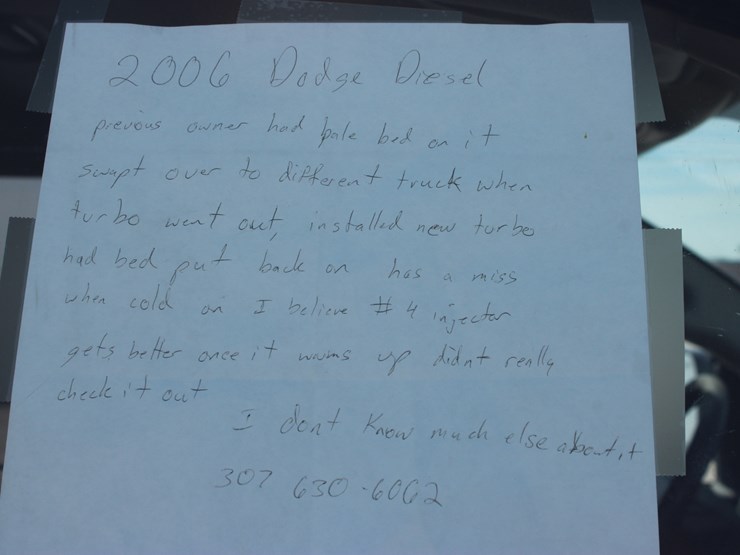 2006 Dodge Diesel
previous owner had bale bed on it
swapt over to different truck when
turbo went out, installed new turbo
had bed put back on has a miss
when cold on I believe #4 injector
gets better once it warms up didnt really
check it out
I dont know much else about it
307 630-6062